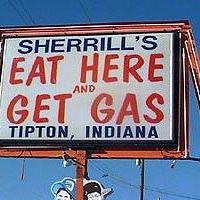 SHERRILL'S
EAT HERE
AND
GET GAS
TIPTON, INDIANA